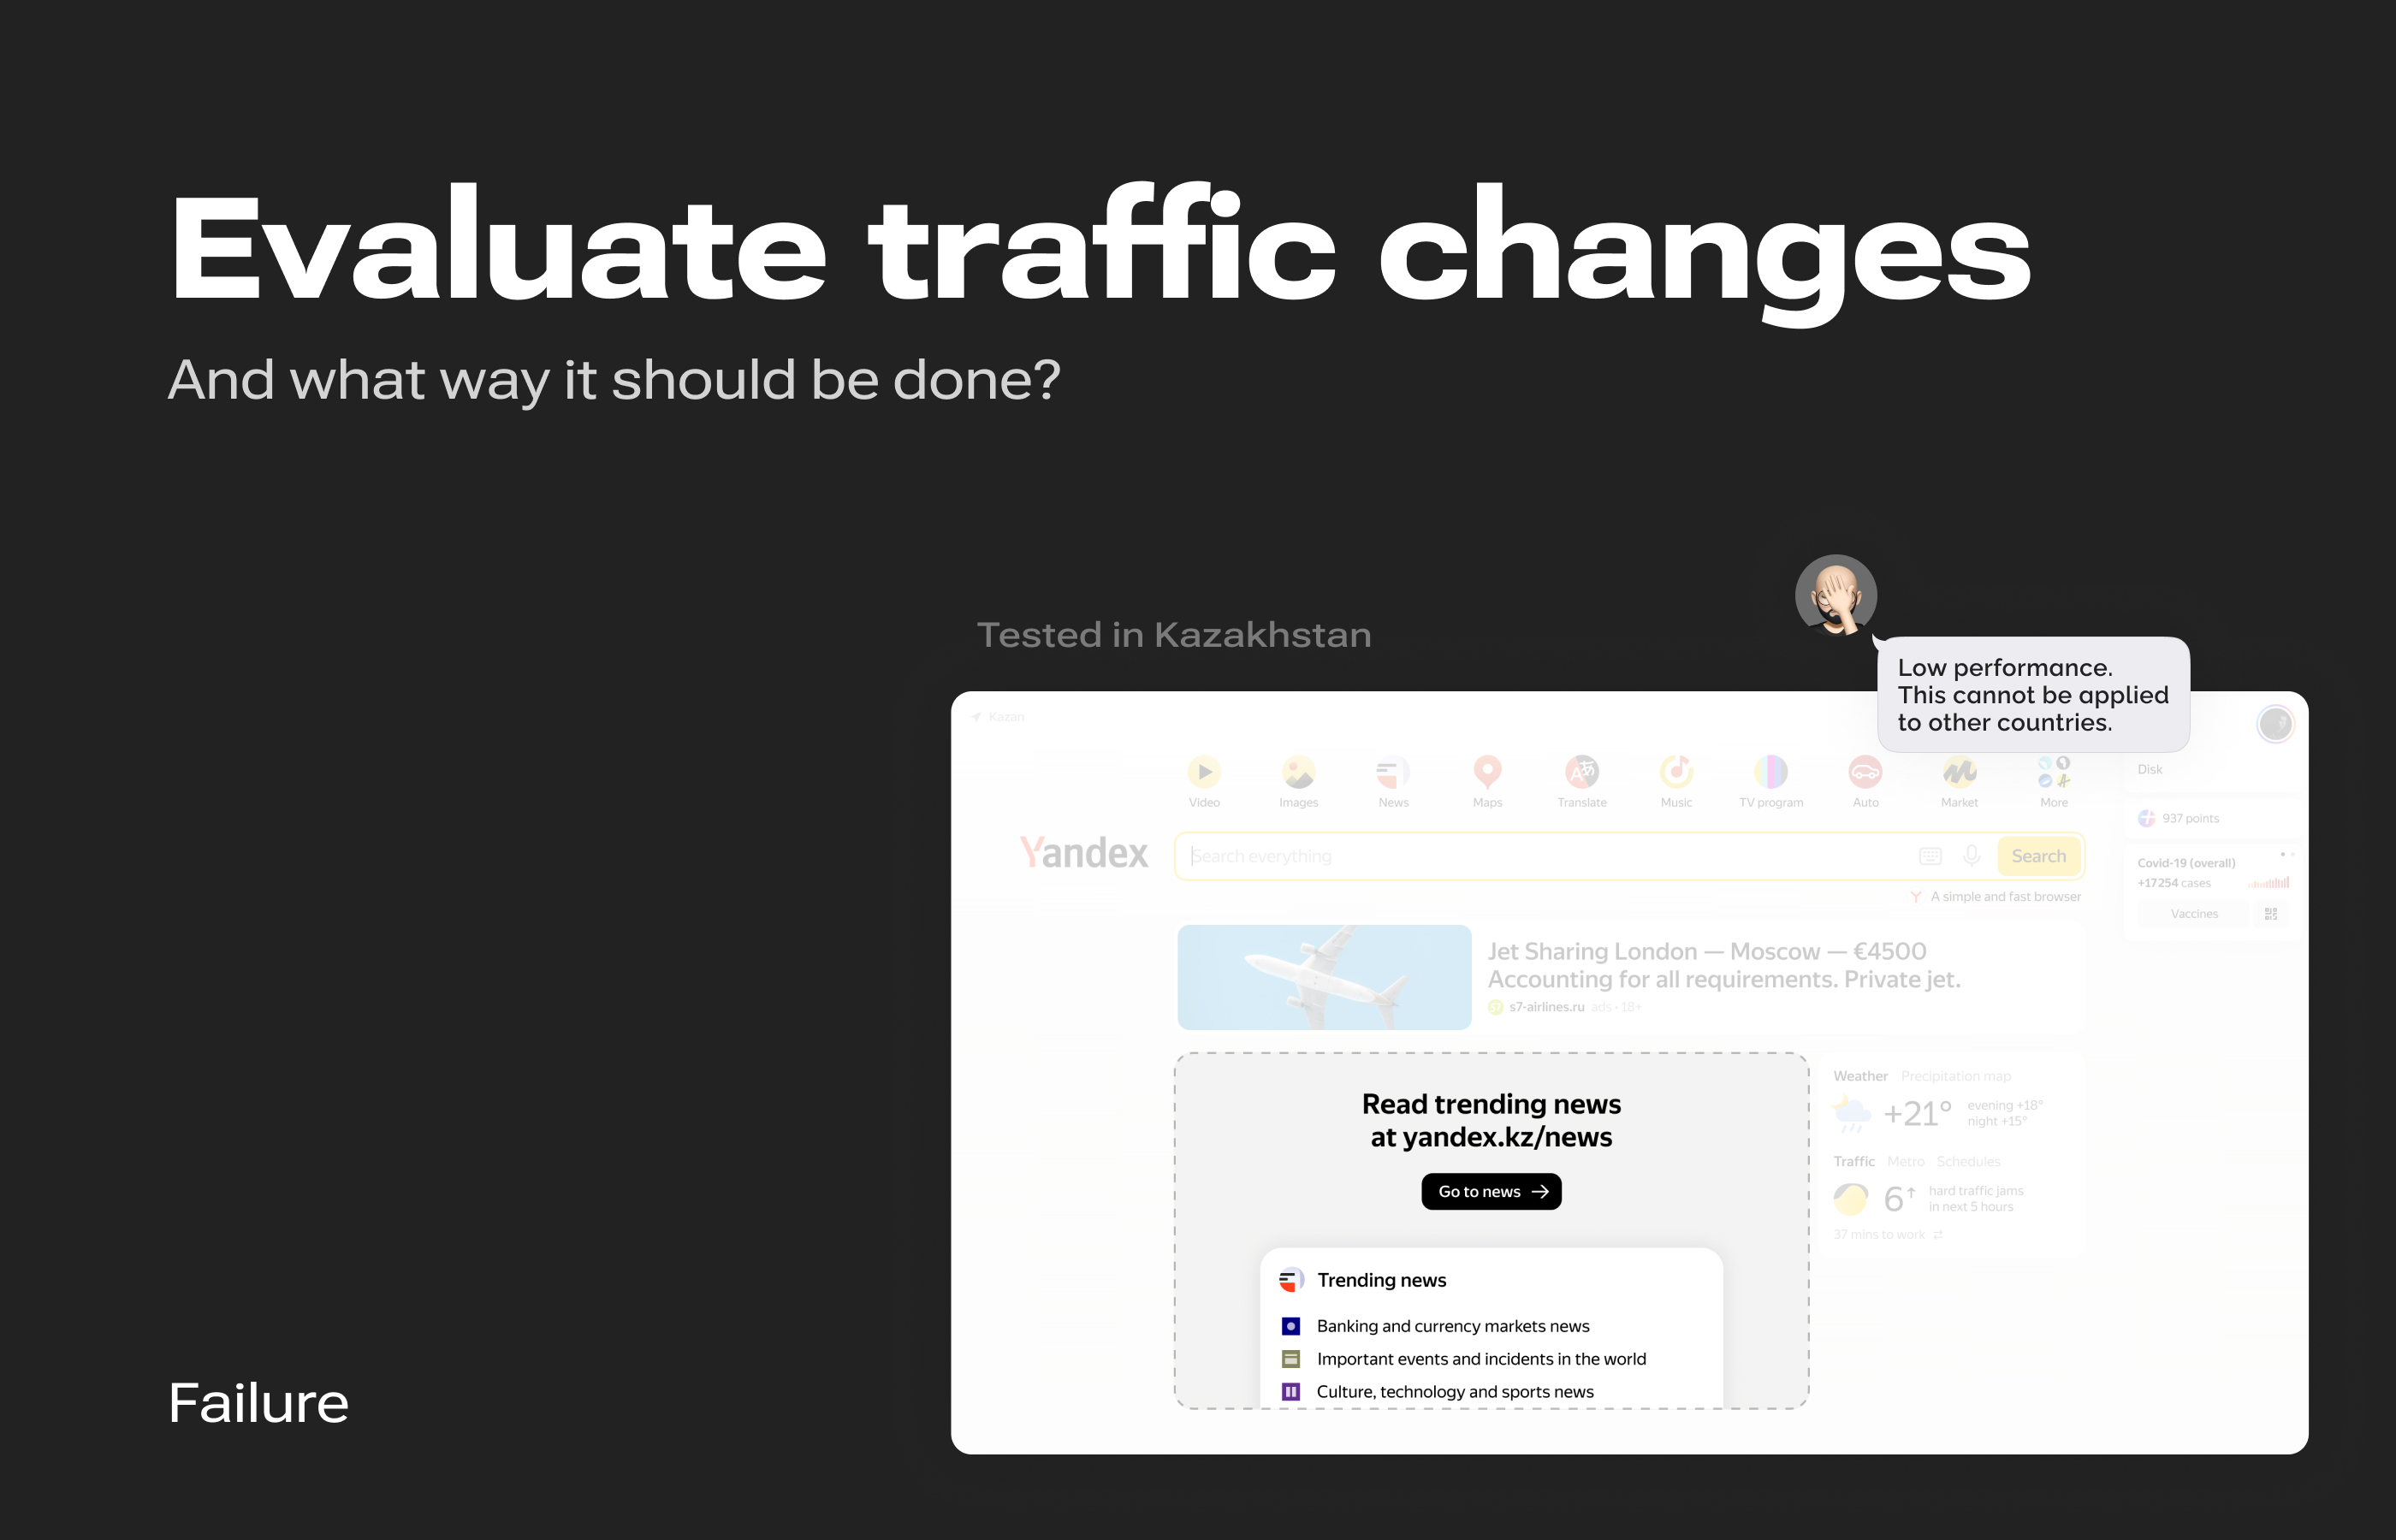 Evaluate traffic changes
And what way it should be done?
Tested in Kazakhstan
Low performance.
This cannot be applied
to other countries.
Kazan
Video
Images
News
Maps
Translate
Music
TV program
Auto
Market
More
Disk
937 points
Yandex
Search everything
Search
A simple and fast browser
Covid-19 (overall)
+17254 cases
Vaccines
Jet Sharing London — Moscow — €4500
Accounting for all requirements. Private jet.
S7 s7-airlines.ru ads • 18+
Read trending news
at yandex.kz/news
Go to news →
Trending news
Banking and currency markets news
Important events and incidents in the world
Culture, technology and sports news
Weather Precipitation map
+21° evening +18°
night +15°
Traffic Metro Schedules
6↑ hard traffic jams
in next 5 hours
37 mins to work ⇄
Failure